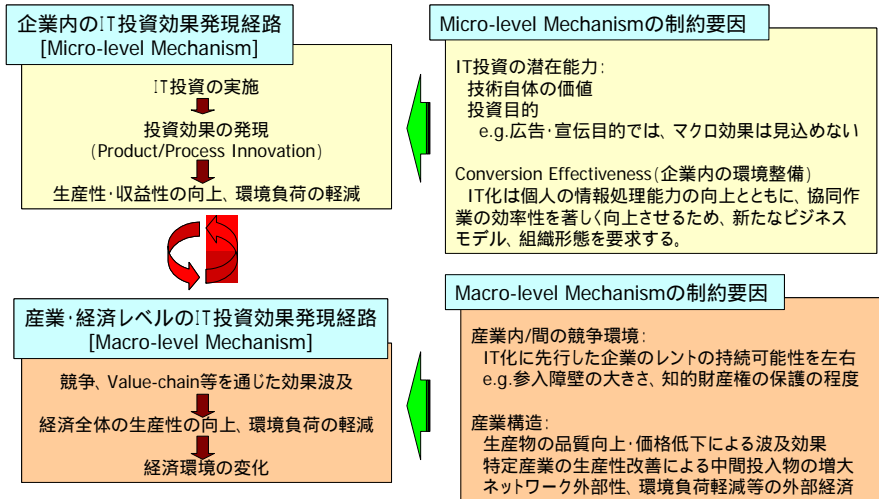 企業内のIT投資効果発現経路
[Micro-level Mechanism]
IT投資の実施
投資効果の発現
(Product/Process Innovation)
生産性・収益性の向上、環境負荷の軽減
Micro-level Mechanismの制約要因
IT投資の潜在能力：
技術自体の価値
投資目的
e.g.広告・宣伝目的では、マクロ効果は見込めない
Conversion Effectiveness(企業内の環境整備)
IT化は個人の情報処理能力の向上とともに、協同作
業の効率性を著しく向上させるため、新たなビジネス
モデル、組織形態を要求する。
産業・経済レベルのIT投資効果発現経路
[Macro-level Mechanism]
競争、Value-chain等を通じた効果波及
経済全体の生産性の向上、環境負荷の軽減
経済環境の変化
Macro-level Mechanismの制約要因
産業内/間の競争環境：
IT化に先行した企業のレントの持続可能性を左右
e.g.参入障壁の大きさ、知的財産権の保護の程度
産業構造：
生産物の品質向上・価格低下による波及効果
特定産業の生産性改善による中間投入物の増大
ネットワーク外部性、環境負荷軽減等の外部経済